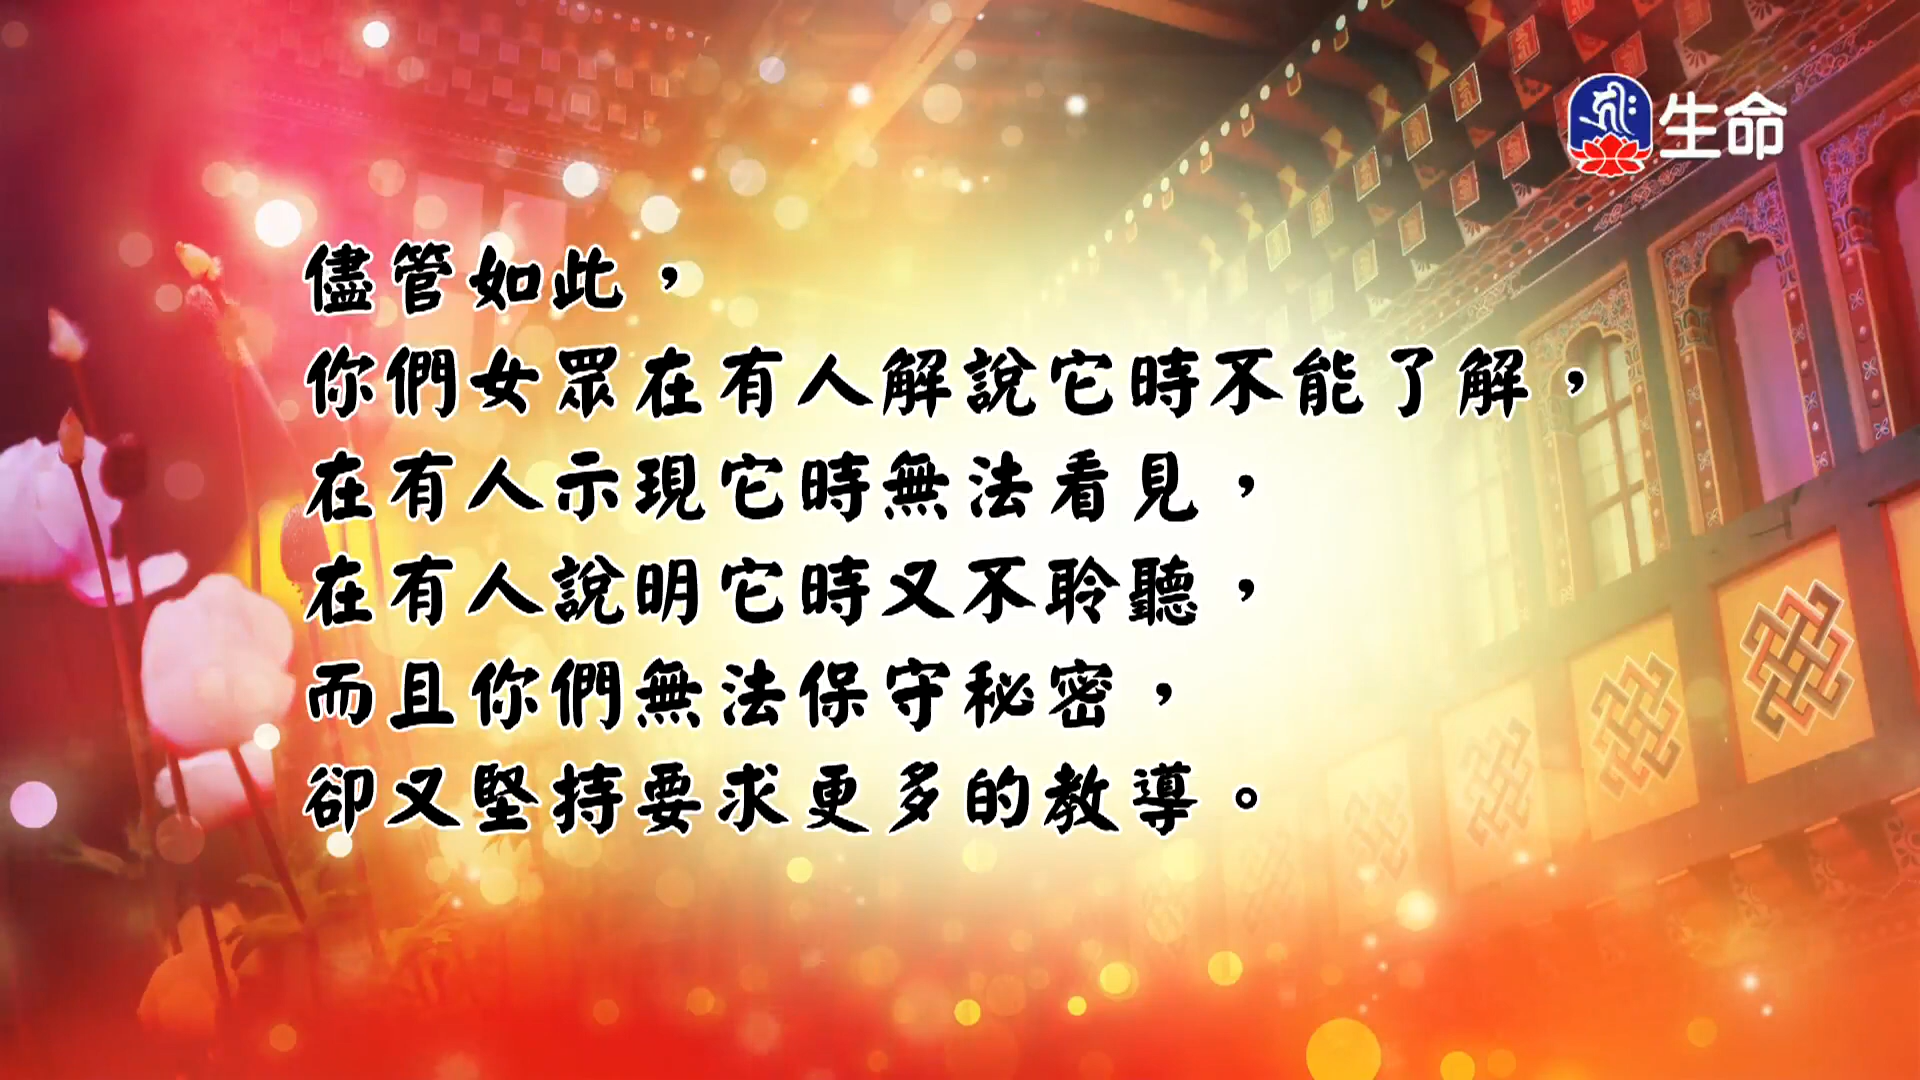 生命
儘管如此，
你們女眾在有人解說它時不能了解，
在有人示現它時無法看見，
在有人說明它時又不聆聽，
而且你們無法保守秘密，
卻又堅持要求更多的教導。